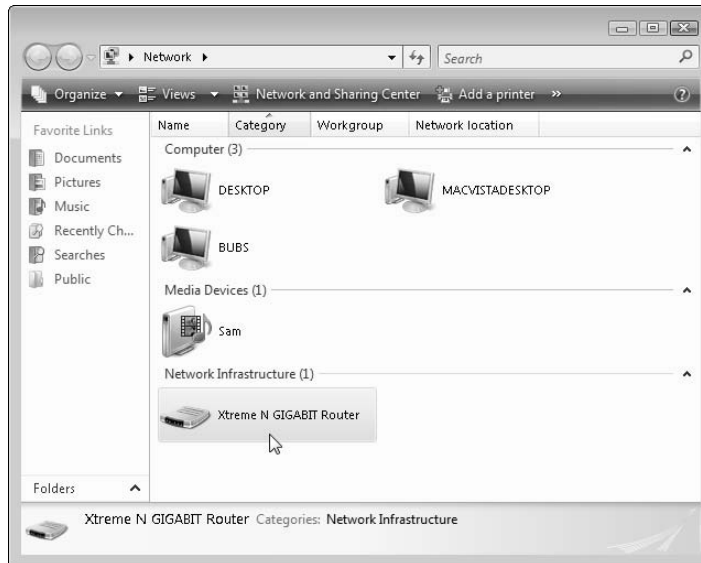 Network
Search
Organize Views Network and Sharing Center Add a printer »
Favorite Links
Documents
Pictures
Music
Recently Ch...
Searches
Public
Folders
Name Category Workgroup Network location
Computer (3)
DESKTOP MACVISTADESKTOP
BUBS
Media Devices (1)
Sam
Network Infrastructure (1)
Xtreme N GIGABIT Router
Xtreme N GIGABIT Router Categories: Network Infrastructure